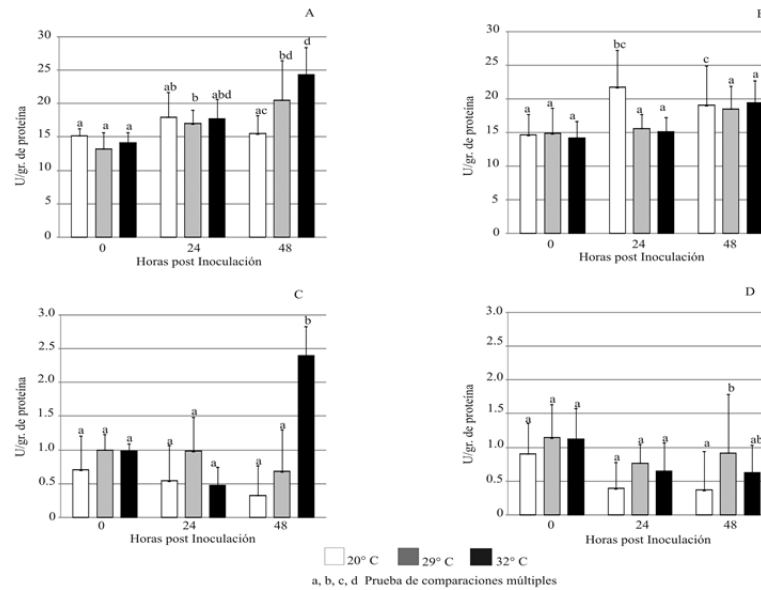 A
U/gr. de proteína
30
25
20
15
10
5
0
a a a
ab b abd
ac bd d
0 24 48
Horas post Inoculación
U/gr. de proteína
30
25
20
15
10
5
0
a a a
bc a a
c a a
0 24 48
Horas post Inoculación
C
U/gr. de proteína
3.0
2.5
2.0
1.5
1.0
0.5
0
a a a
a a a
a a b
0 24 48
Horas post Inoculación
D
U/gr. de proteína
3.0
2.5
2.0
1.5
1.0
0.5
0
a a a
a a a
a b ab
0 24 48
Horas post Inoculación
20° C 29° C 32° C
a, b, c, d Prueba de comparaciones múltiples